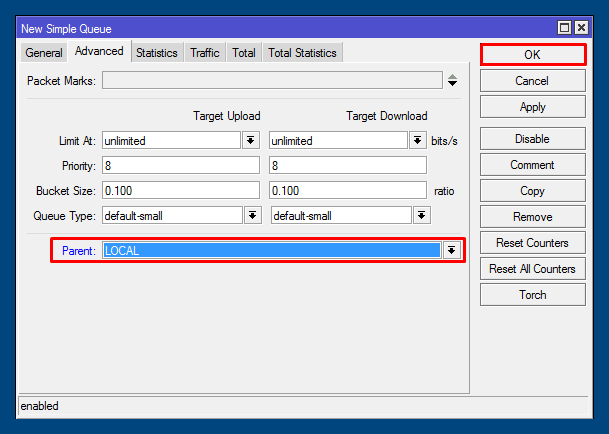 New Simple Queue
General Advanced Statistics Traffic Total Total Statistics
OK
Packet Marks:
Cancel
Apply
Target Upload Target Download
Limit At: unlimited unlimited bits/s
Disable
Priority: 8 8
Comment
Bucket Size: 0.100 0.100 ratio
Copy
Queue Type: default-small default-small
Remove
Parent: LOCAL
Reset Counters
Reset All Counters
Torch
enabled